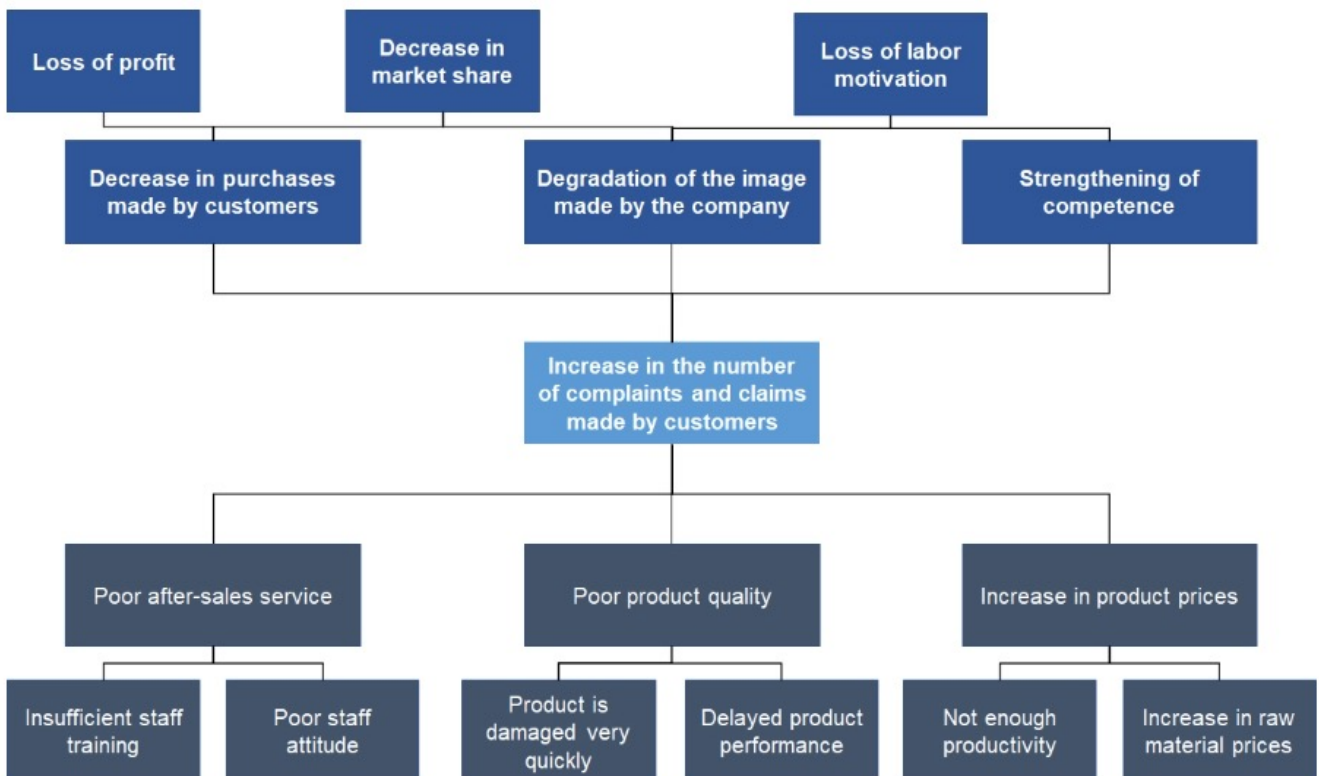 Loss of profit
Decrease in
market share
Loss of labor
motivation
Decrease in purchases
made by customers
Degradation of the image
made by the company
Strengthening of
competence
Increase in the number
of complaints and claims
made by customers
Poor after-sales service
Poor product quality
Increase in product prices
Insufficient staff
training
Poor staff
attitude
Product is
damaged very
quickly
Delayed product
performance
Not enough
productivity
Increase in raw
material prices